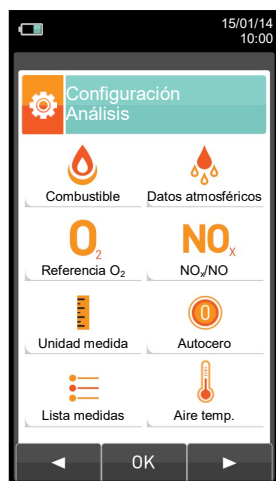 15/01/14
10:00
Configuración
Análisis
Combustible
Datos atmosféricos
O₂
NOₓ
Referencia O₂
NOₓ/NO
0
Unidad medida
Autocero
Lista medidas
Aire temp.
OK